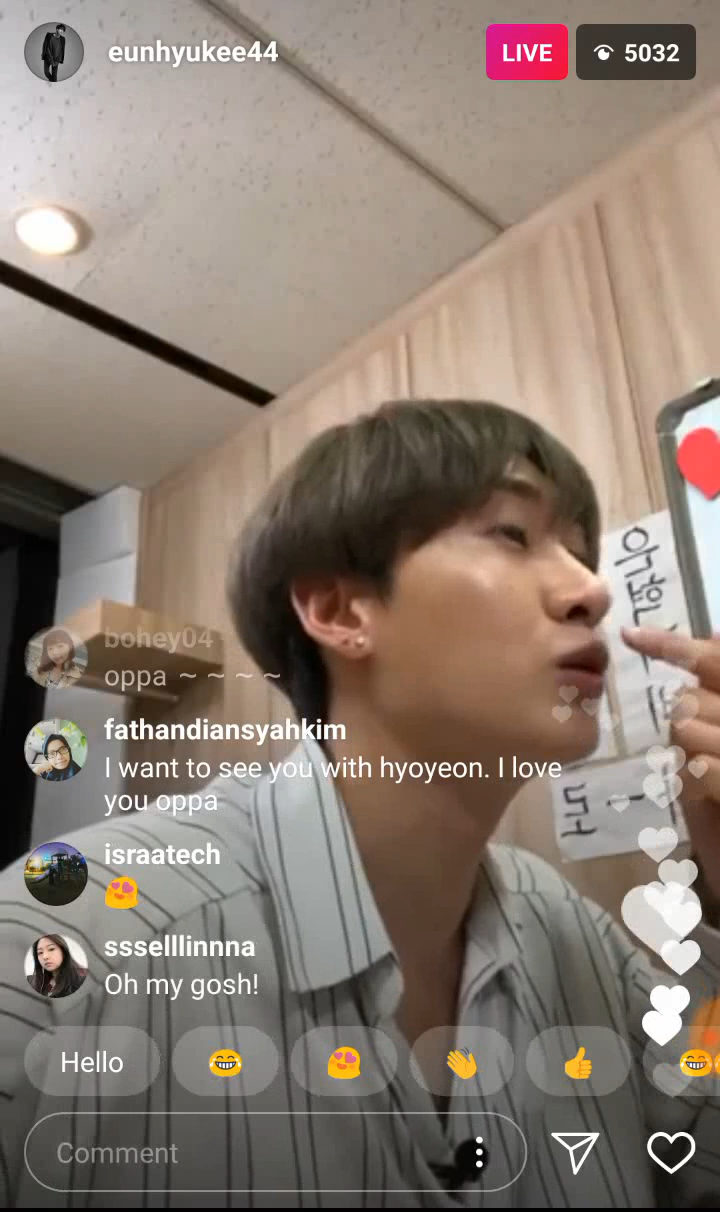 eunhyukee44
LIVE
5032
bohey04
oppa ~ ~ ~ ~
fathandiansyahkim
I want to see you with hyoyeon. I love
you oppa
israatech
ssselllinnna
Oh my gosh!
Hello
Comment